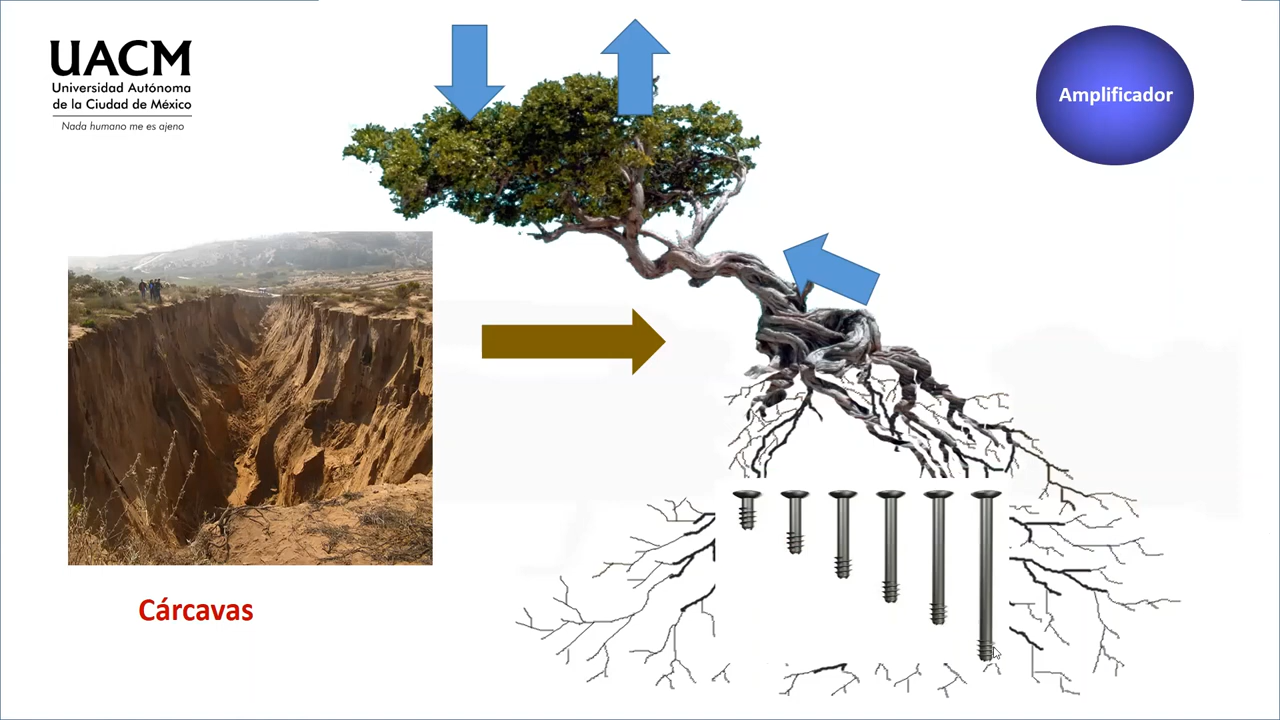 UACM
Universidad Autónoma
de la Ciudad de México
Nada humano me es ajeno
Amplificador
Cárcavas